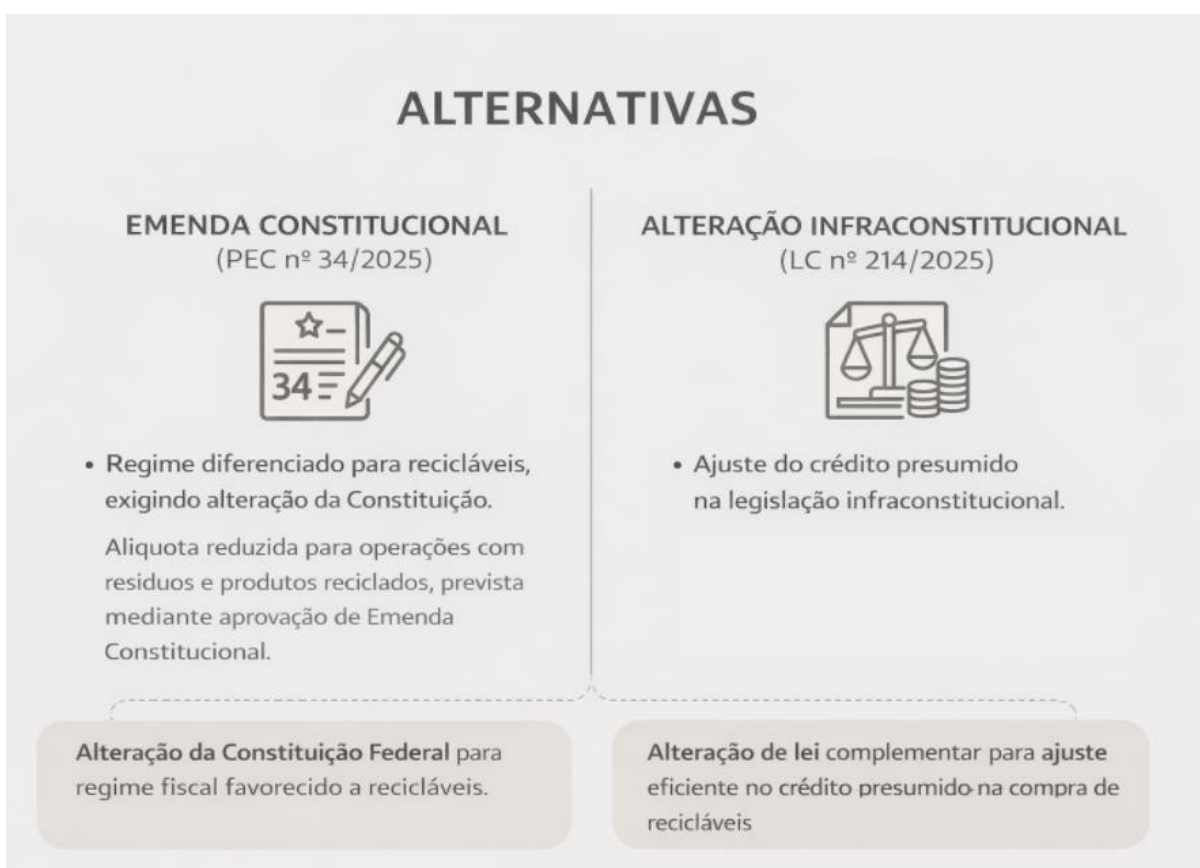 ALTERNATIVAS
EMENDA CONSTITUCIONAL
(PEC nº 34/2025)
34
• Regime diferenciado para recicláveis,
exigindo alteração da Constituição.
Aliquota reduzida para operações com
residuos e produtos reciclados, prevista
mediante aprovação de Emenda
Constitucional.
Alteração da Constituição Federal para
regime fiscal favorecido a recicláveis.
ALTERAÇÃO INFRACONSTITUCIONAL
(LC nº 214/2025)
• Ajuste do crédito presumido
na legislação infraconstitucional.
Alteração de lei complementar para ajuste
eficiente no crédito presumido na compra de
recicláveis